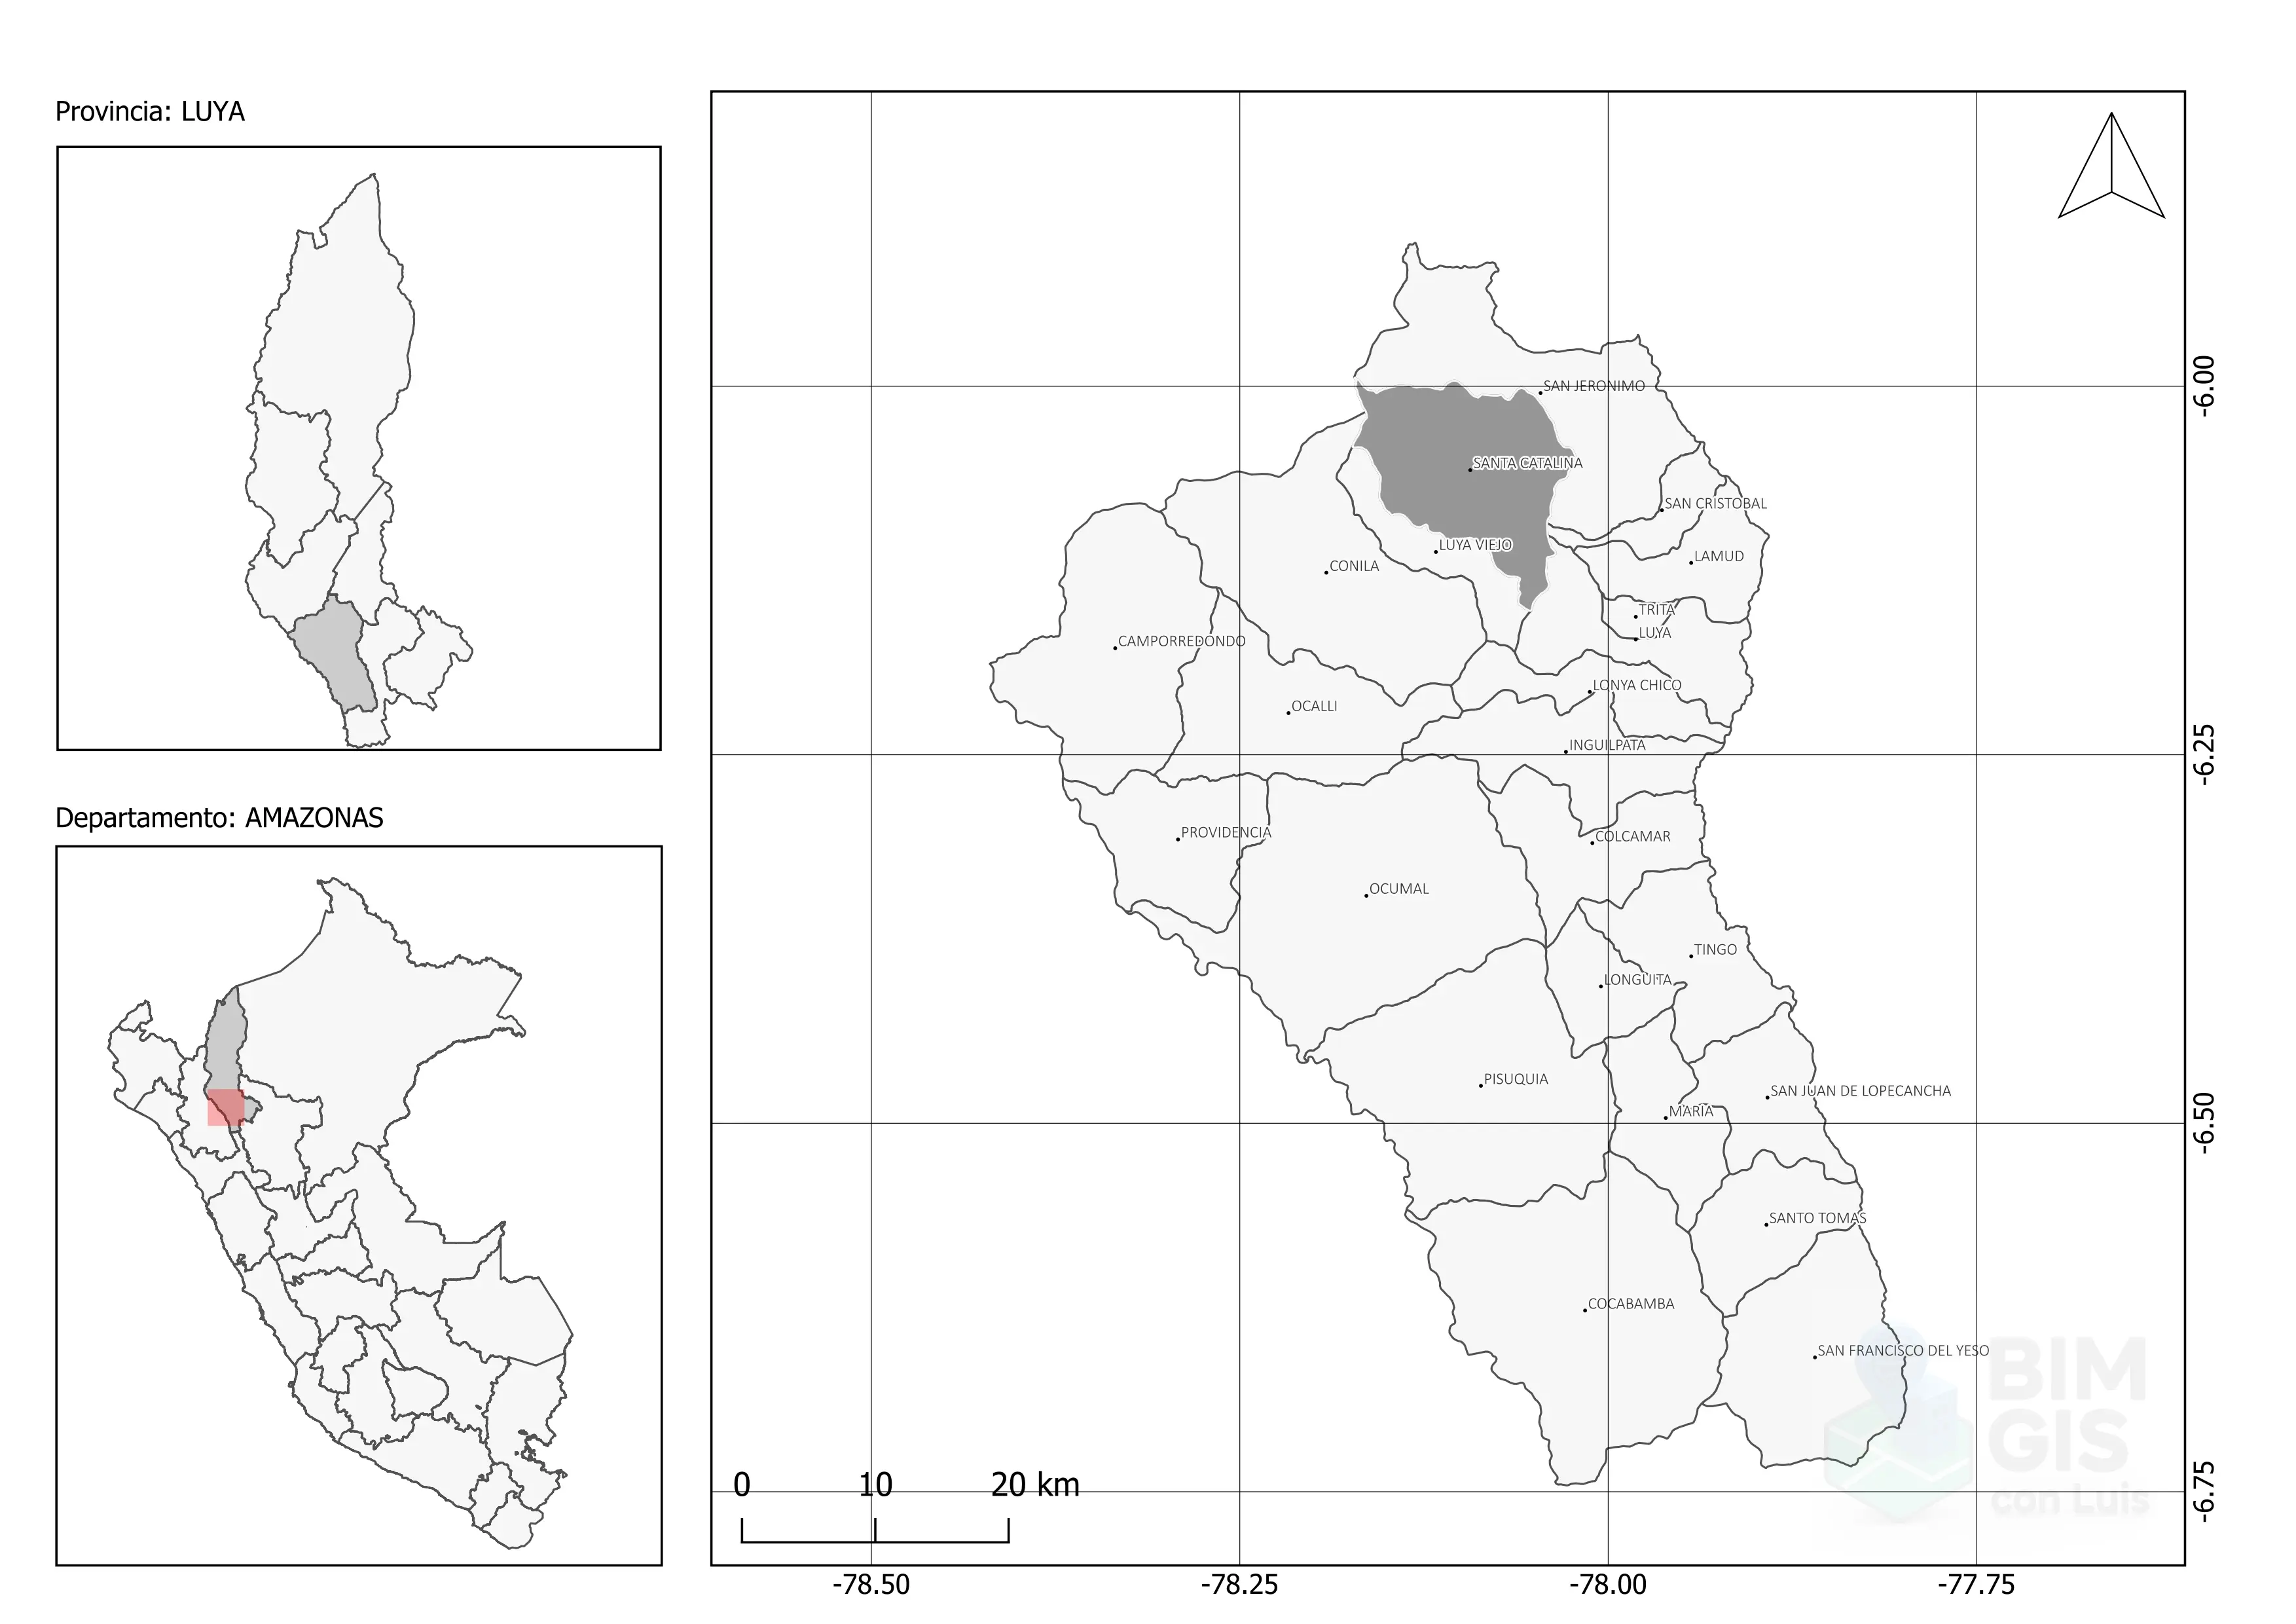 Provincia: LUYA
Departamento: AMAZONAS
SAN JERONIMO
SANTA CATALINA
SAN CRISTOBAL
LUYA VIEJO
LAMUD
CONILA
TRITA
LUYA
CAMPORREDONDO
LONYA CHICO
OCALLI
INGUILPATA
PROVIDENCIA
COLCAMAR
OCUMAL
TINGO
LONGUITA
PISUQUIA
SAN JUAN DE LOPECANCHA
MARIA
SANTO TOMAS
COCABAMBA
SAN FRANCISCO DEL YESO
BIM
GIS
con Luis
0 10 20 km
-6.00
-6.25
-6.50
-6.75
-78.50 -78.25 -78.00 -77.75